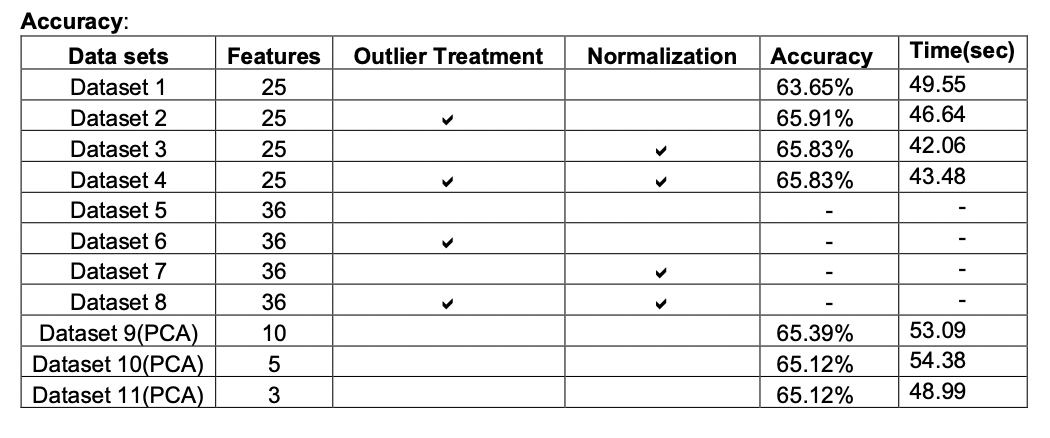 Accuracy:
Data sets Features Outlier Treatment Normalization Accuracy Time(sec)
Dataset 1 25 63.65% 49.55
Dataset 2 25 ✓ 65.91% 46.64
Dataset 3 25 ✓ 65.83% 42.06
Dataset 4 25 ✓ ✓ 65.83% 43.48
Dataset 5 36 - -
Dataset 6 36 ✓ - -
Dataset 7 36 ✓ - -
Dataset 8 36 ✓ ✓ - -
Dataset 9(PCA) 10 65.39% 53.09
Dataset 10(PCA) 5 65.12% 54.38
Dataset 11(PCA) 3 65.12% 48.99